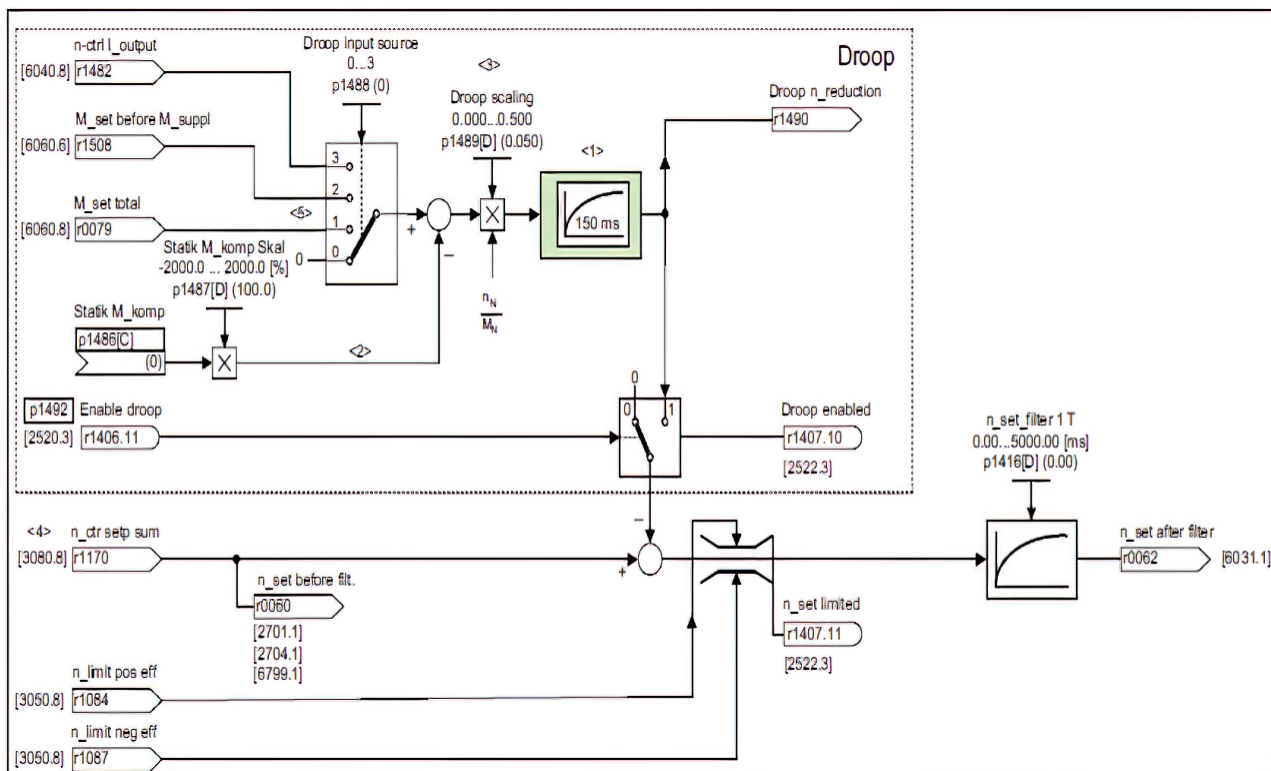 Droop
n-ctrl I_output
[6040.8] r1482
Droop input source
0...3
p1488 (0)
<3>
Droop scaling
0.000...0.500
p1489[D] (0.050)
Droop n_reduction
r1490
M_set before M_suppl
[6060.6] r1508
<1>
3
2
1
0
<5>
M_set total
[6060.8] r0079
+
−
X
150 ms
Statik M_komp Skal
-2000.0 ... 2000.0 [%]
p1487[D] (100.0)
0
n_N
M_N
Statik M_komp
p1486[C]
(0)
X
<2>
0
0 1
p1492 Enable droop
[2520.3] r1406.11
Droop enabled
r1407.10
[2522.3]
n_set_filter 1 T
0.00...5000.00 [ms]
p1416[D] (0.00)
−
<4> n_ctr setp sum
[3080.8] r1170
+
n_set after filter
r0062 [6031.1]
n_set before filt.
r0060
[2701.1]
[2704.1]
[6799.1]
n_set limited
r1407.11
[2522.3]
n_limit pos eff
[3050.8] r1084
n_limit neg eff
[3050.8] r1087